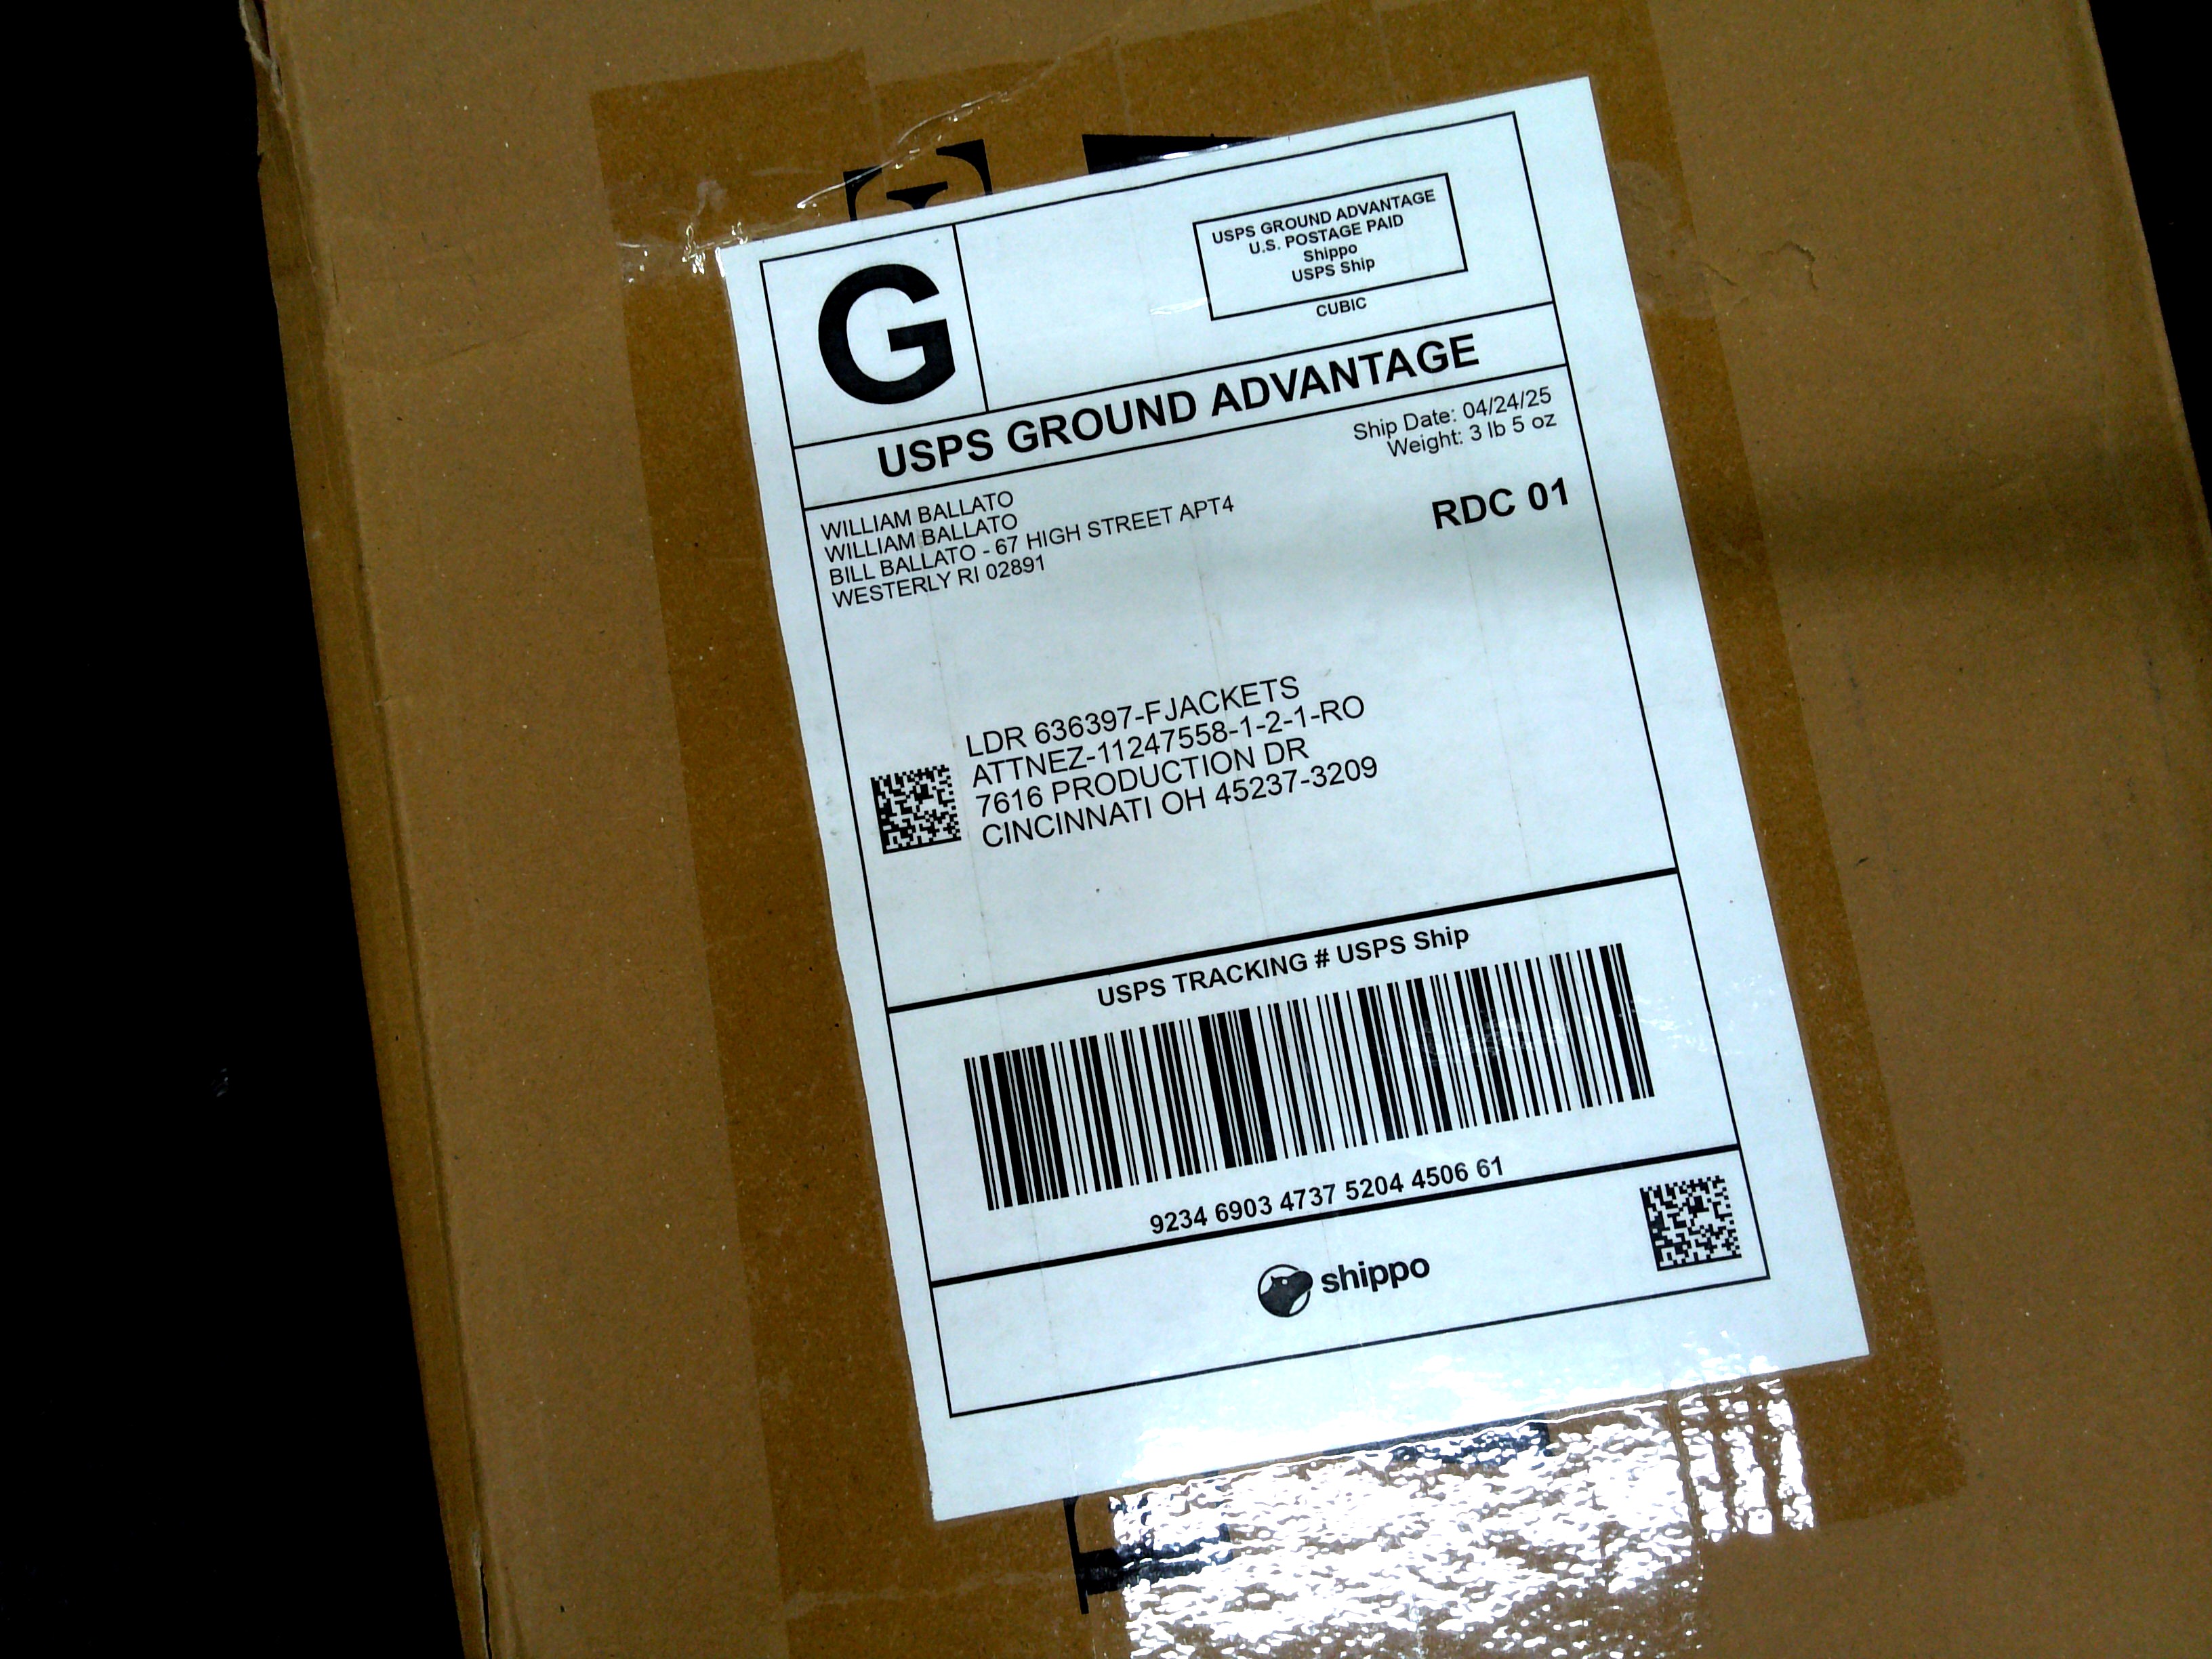 G
USPS GROUND ADVANTAGE
U.S. POSTAGE PAID
Shippo
USPS Ship
CUBIC
USPS GROUND ADVANTAGE
Ship Date: 04/24/25
Weight: 3 lb 5 oz
WILLIAM BALLATO
WILLIAM BALLATO
BILL BALLATO - 67 HIGH STREET APT4
WESTERLY RI 02891
RDC 01
LDR 636397-FJACKETS
ATTNEZ-11247558-1-2-1-RO
7616 PRODUCTION DR
CINCINNATI OH 45237-3209
USPS TRACKING # USPS Ship
9234 6903 4737 5204 4506 61
shippo